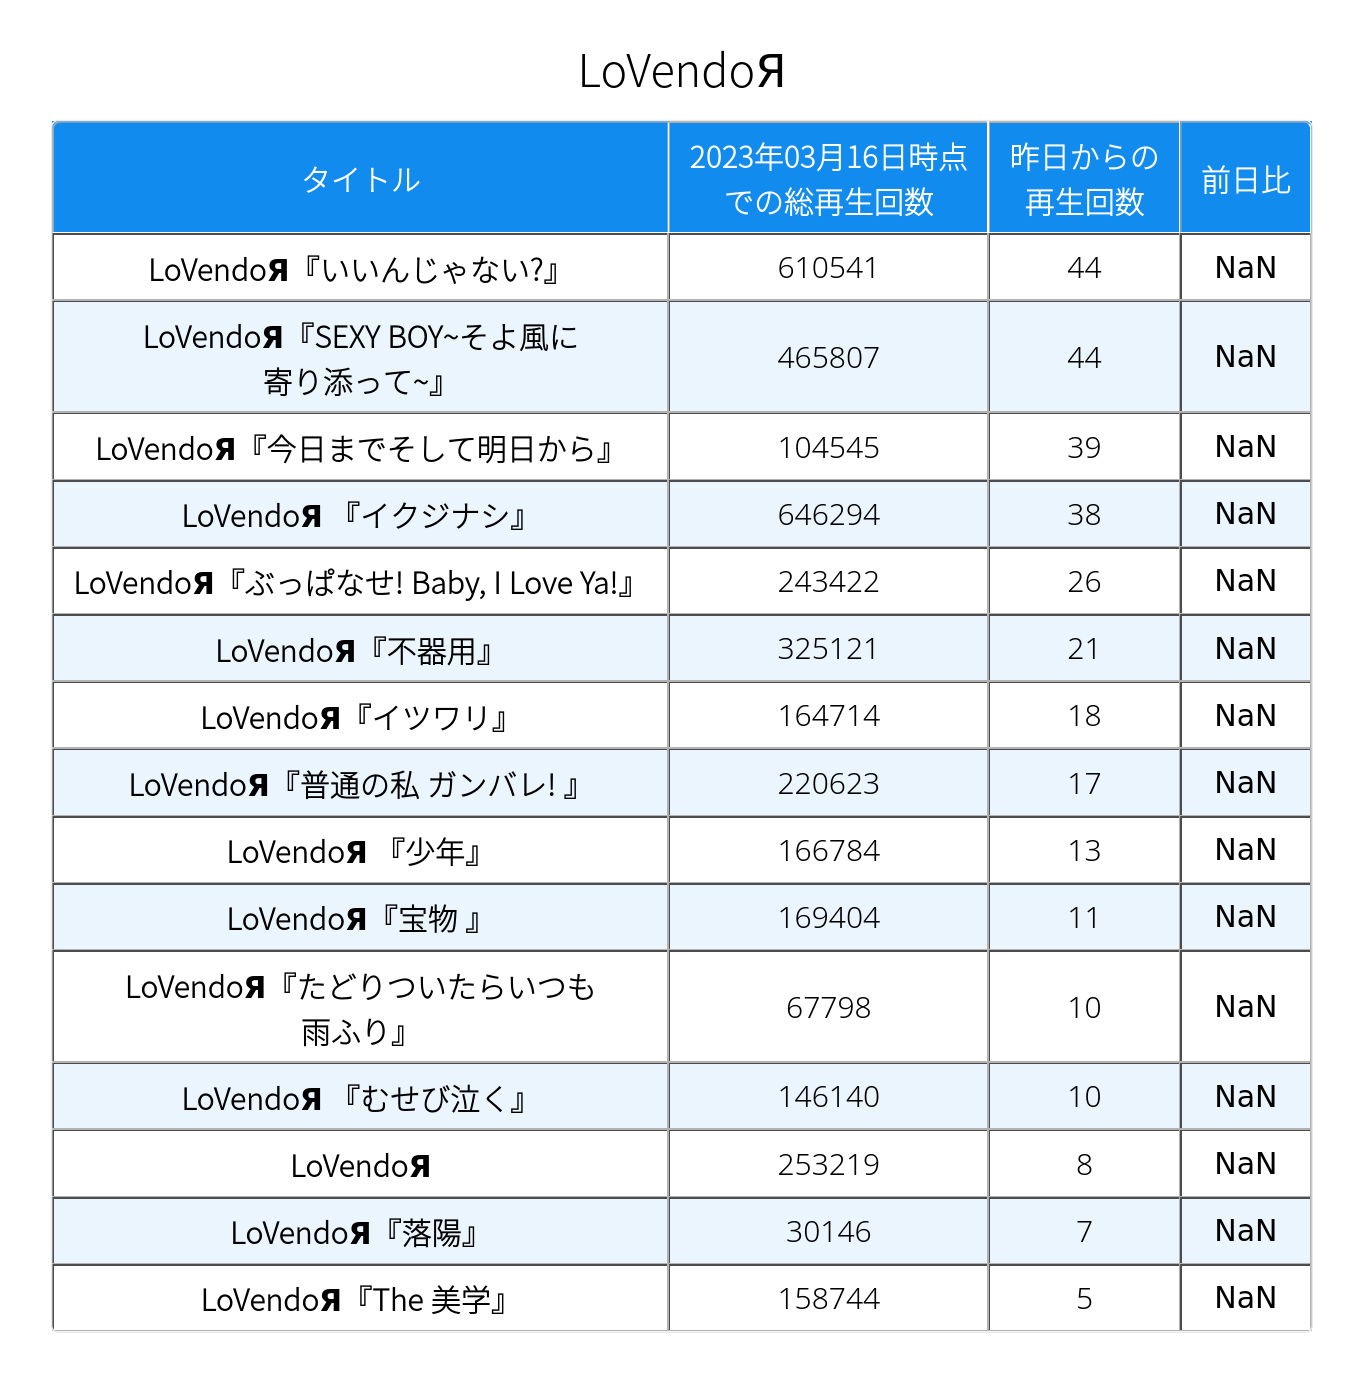 LoVendoЯ
タイトル
2023年03月16日時点
での総再生回数
昨日からの
再生回数
前日比
LoVendoЯ『いいんじゃない?』 610541 44 NaN
LoVendoЯ『SEXY BOY~そよ風に
寄り添って~』 465807 44 NaN
LoVendoЯ『今日までそして明日から』 104545 39 NaN
LoVendoЯ 『イクジナシ』 646294 38 NaN
LoVendoЯ『ぶっぱなせ! Baby, I Love Ya!』 243422 26 NaN
LoVendoЯ『不器用』 325121 21 NaN
LoVendoЯ『イツワリ』 164714 18 NaN
LoVendoЯ『普通の私 ガンバレ! 』 220623 17 NaN
LoVendoЯ 『少年』 166784 13 NaN
LoVendoЯ『宝物 』 169404 11 NaN
LoVendoЯ『たどりついたらいつも
雨ふり』 67798 10 NaN
LoVendoЯ 『むせび泣く』 146140 10 NaN
LoVendoЯ 253219 8 NaN
LoVendoЯ『落陽』 30146 7 NaN
LoVendoЯ『The 美学』 158744 5 NaN